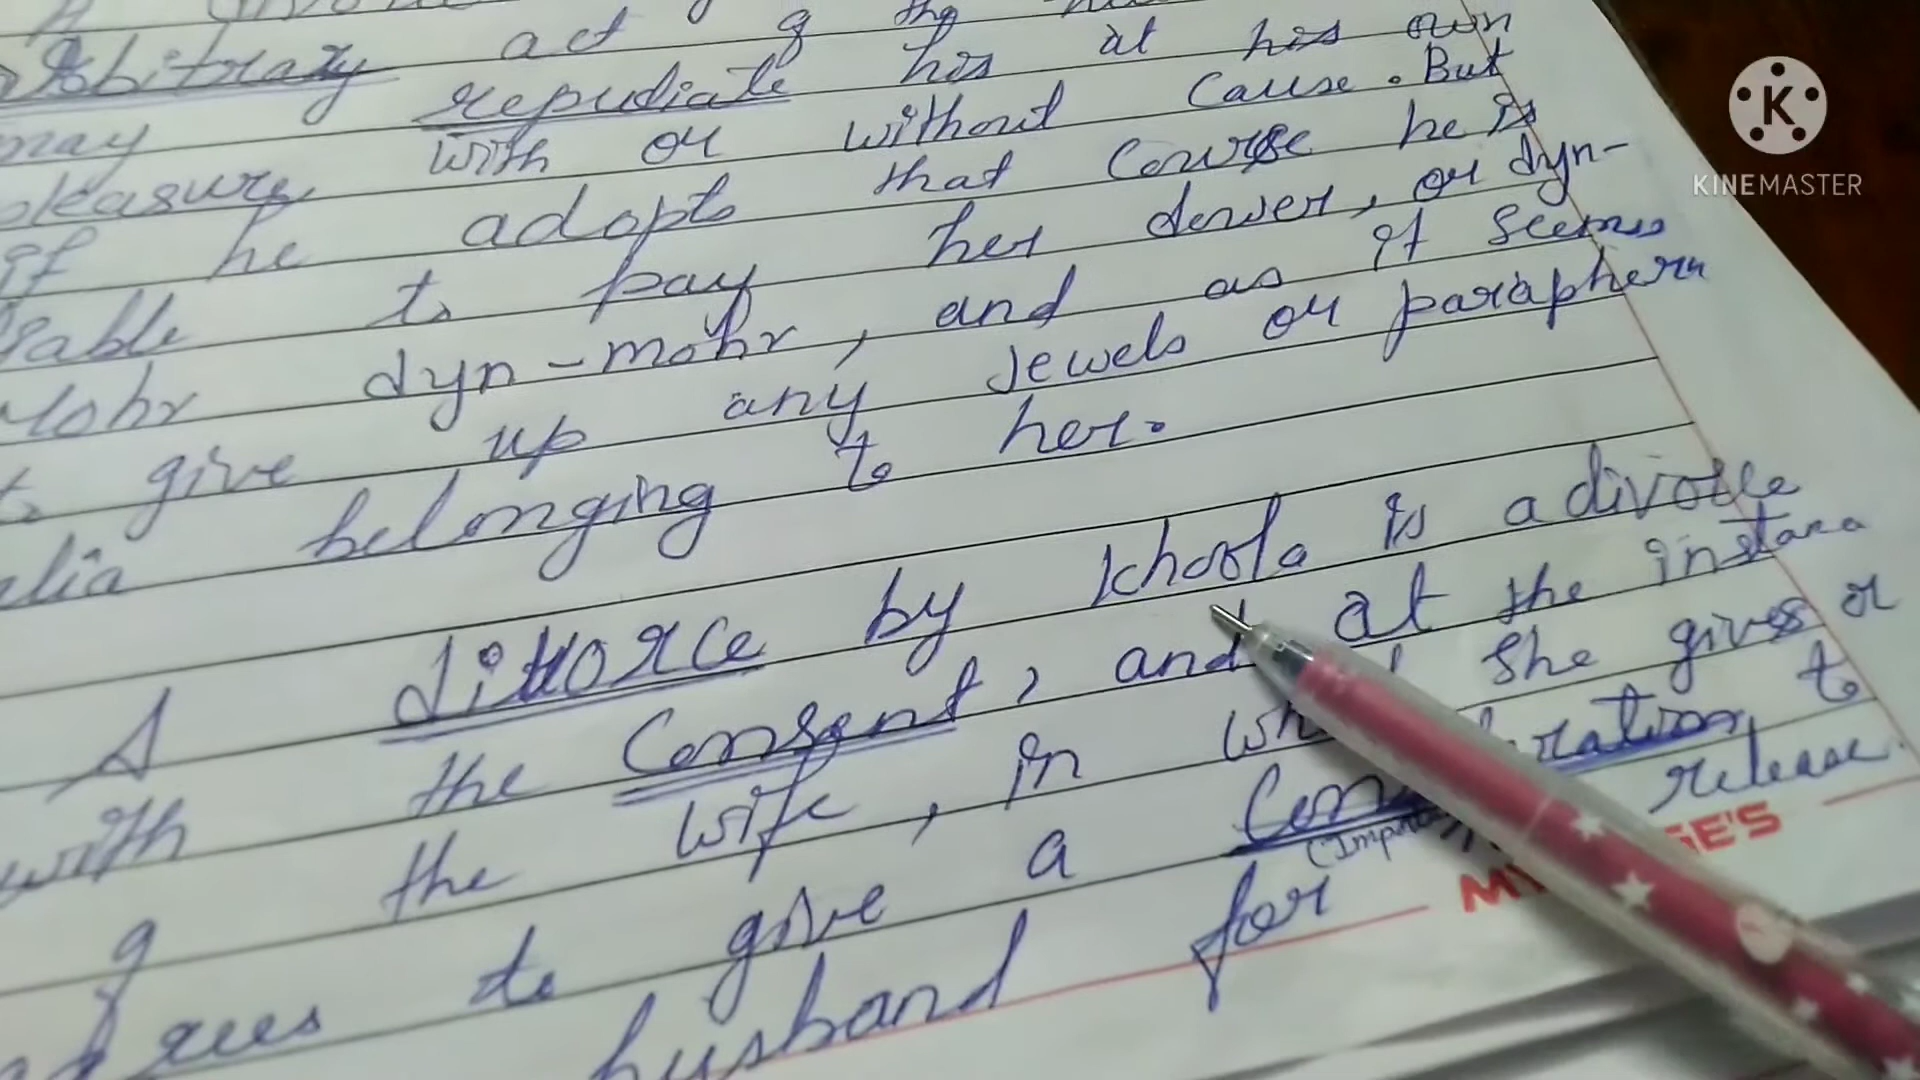 Arbitrary act of the
may repudiate his at his own
pleasure, with or without cause. But
if he adopts that course he is
liable to pay her dower, or dyn-
Mohr dyn-mohr, and as it seems
to give up any jewels or paraphern
alia belonging to her.
A divorce by khoola is a divorce
with the consent, and at the instana
of the wife, in which she gives or
agrees to give a consideration to
husband for release
(Imp
K
KINEMASTER